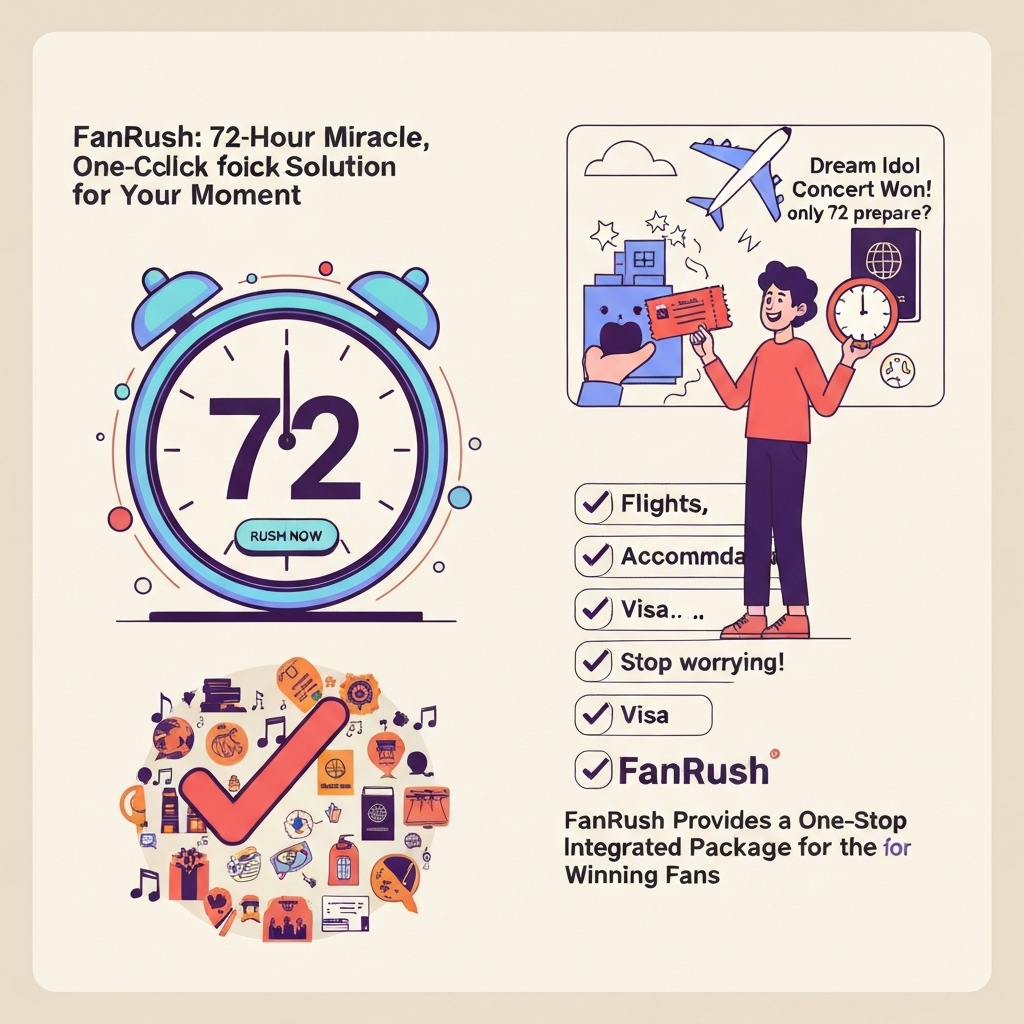 FanRush: 72-Hour Miracle,
One-Cclick foick Solution
for Your Moment
72
RUSH NOW
Dream Idol
Concert Won!
only 72 prepare?
Flights,
Accommda
Visa.. ..
Stop worrying!
Visa
FanRush
FanRush Provides a One-Stop
Integrated Package for the for
Winning Fans